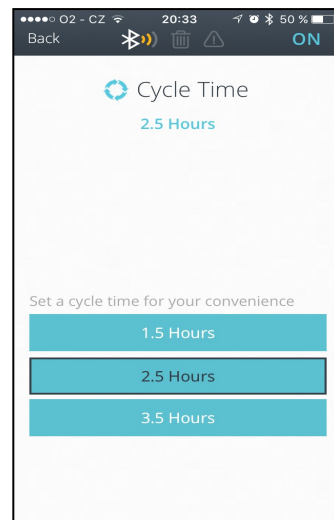 O2 - CZ 20:33 50 %
Back ON
Cycle Time
2.5 Hours
Set a cycle time for your convenience
1.5 Hours
2.5 Hours
3.5 Hours